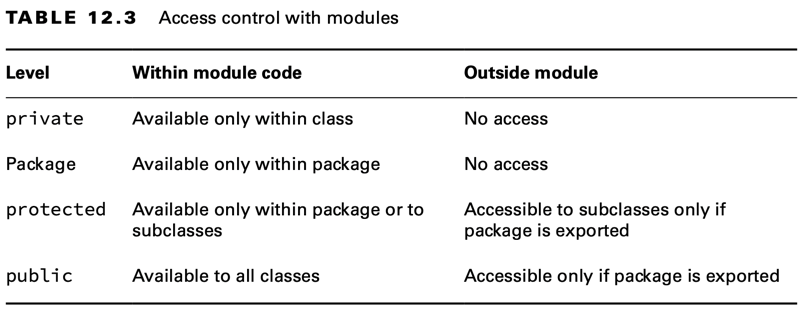 TABLE 12.3 Access control with modules
Level Within module code Outside module
private Available only within class No access
Package Available only within package No access
protected Available only within package or to Accessible to subclasses only if
subclasses package is exported
public Available to all classes Accessible only if package is exported